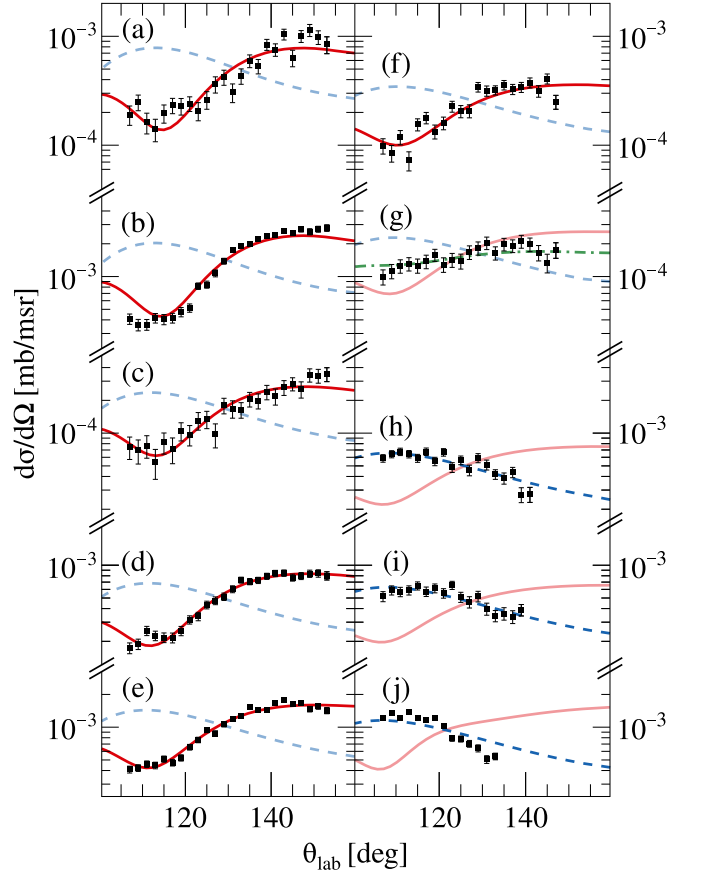 10⁻³ (a) (f) 10⁻³
10⁻⁴ 10⁻⁴
(b) (g)
10⁻³ 10⁻⁴
(c)
10⁻⁴ (h) 10⁻³
(d) (i)
10⁻³ 10⁻³
(e) (j)
10⁻³ 10⁻³
120 140 120 140
θlab [deg]
dσ/dΩ [mb/msr]